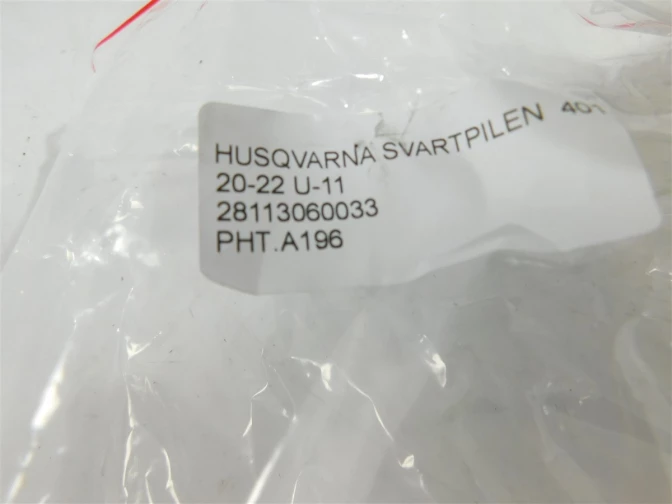 HUSQVARNA SVARTPILEN 401
20-22 U-11
28113060033
PHT.A196